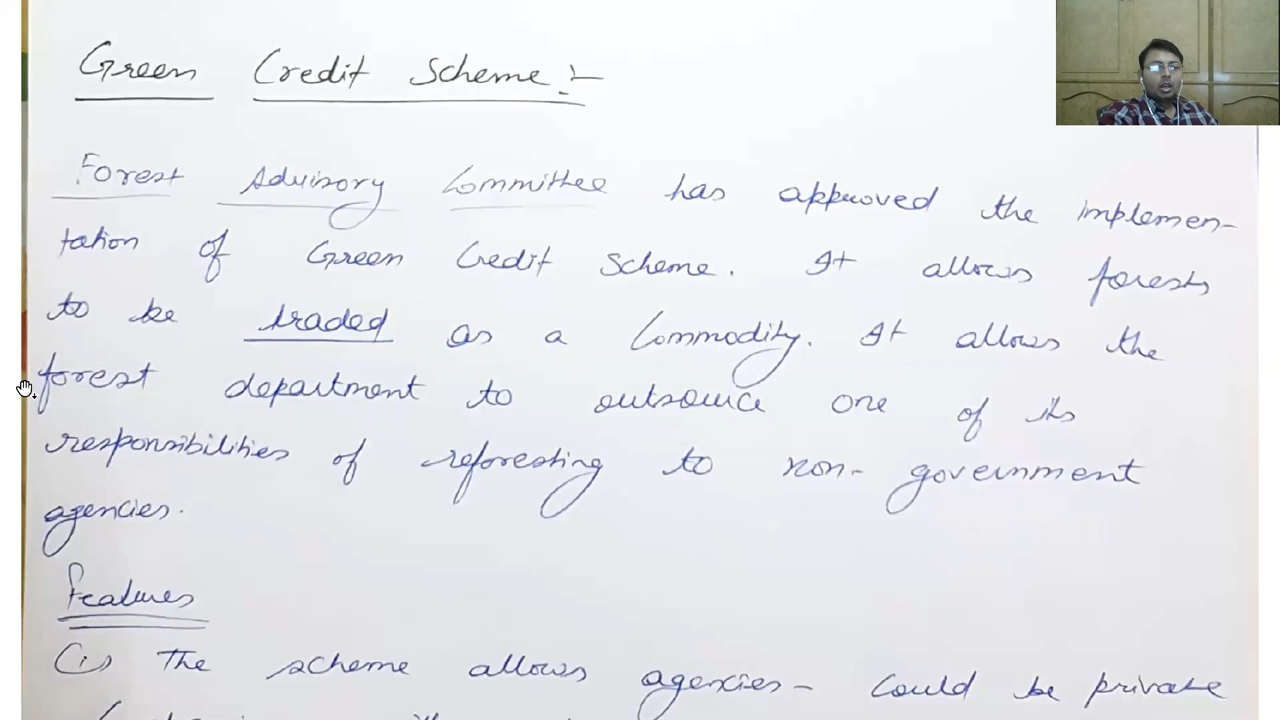 Green Credit Scheme:-
Forest Advisory Committee has approved the implemen-
tation of Green Credit Scheme. It allows forests
to be traded as a Commodity. It allows the
forest department to outsource one of its
responsibilities of reforesting to non-government
agencies.
Features
(i) The scheme allows agencies- Could be private